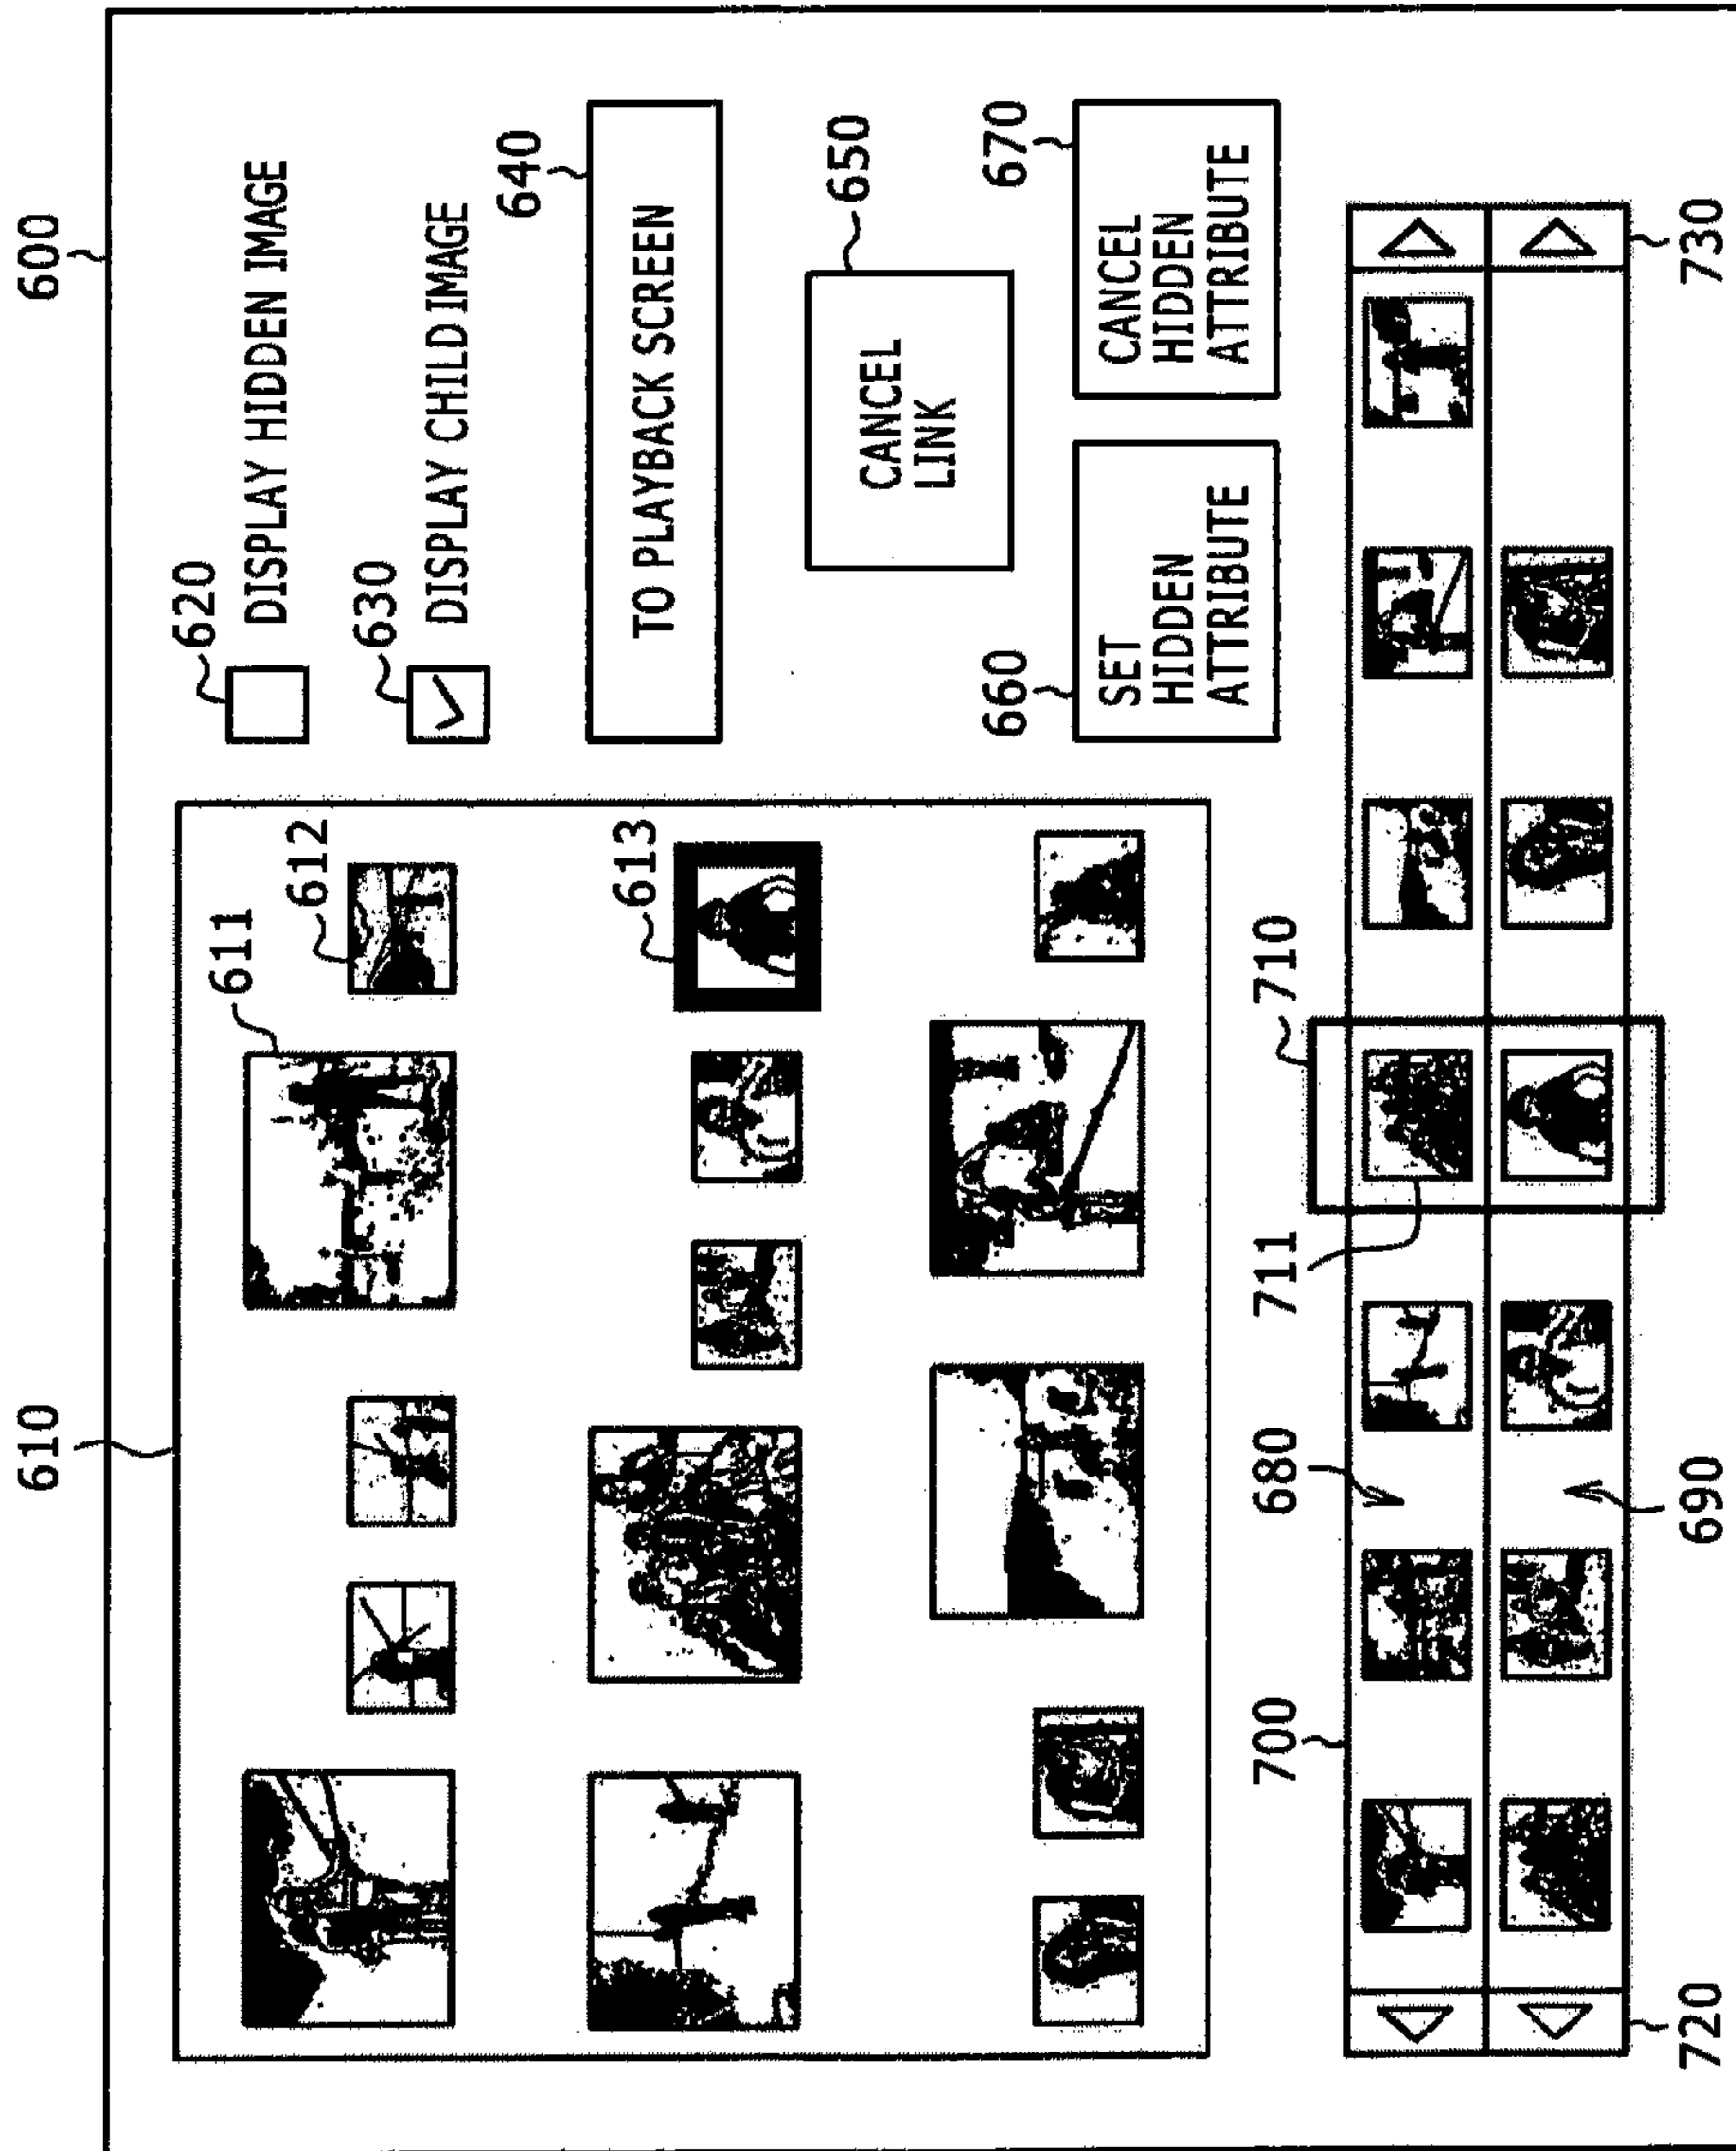 600
610
620
DISPLAY HIDDEN IMAGE
611
612
630
DISPLAY CHILD IMAGE
640
TO PLAYBACK SCREEN
613
650
CANCEL
LINK
660
SET
HIDDEN
ATTRIBUTE
670
CANCEL
HIDDEN
ATTRIBUTE
700
680
711
710
720
690
730